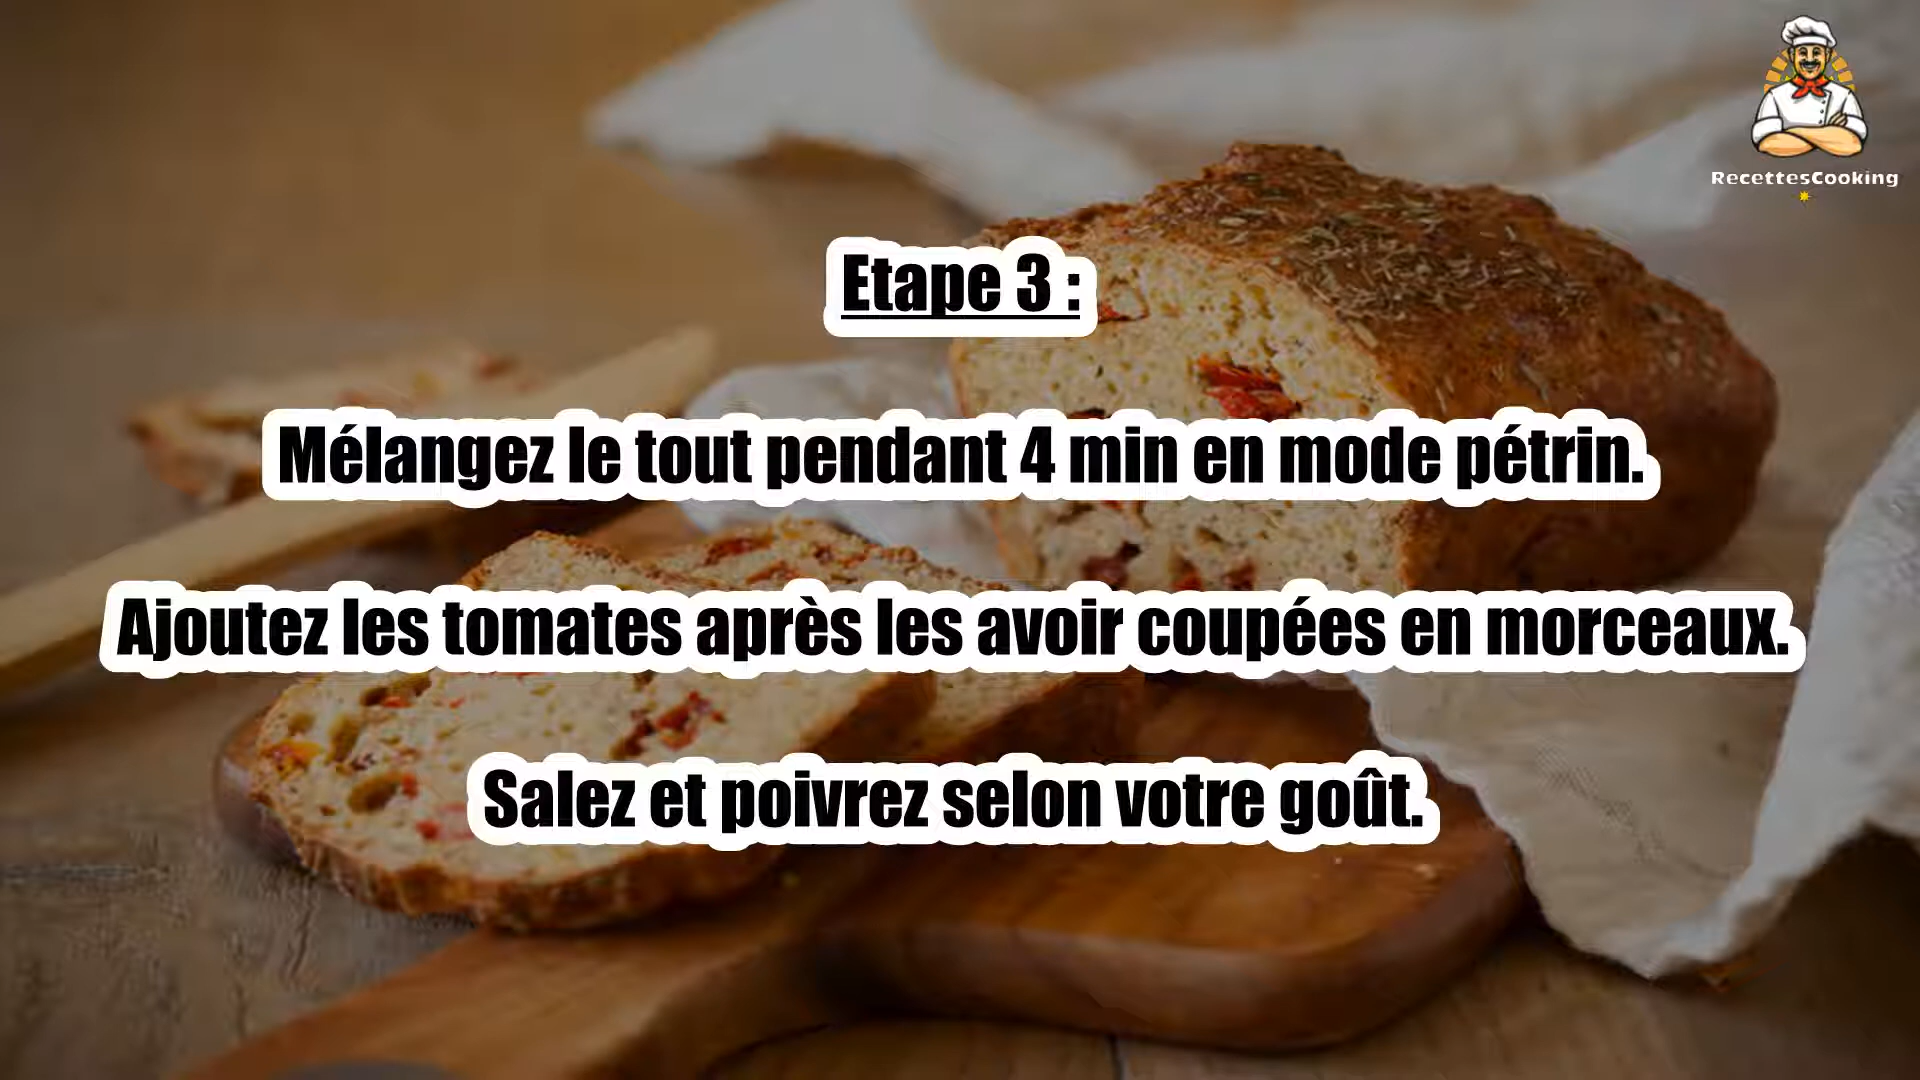 RecettesCooking
Etape 3 :
Mélangez le tout pendant 4 min en mode pétrin.
Ajoutez les tomates après les avoir coupées en morceaux.
Salez et poivrez selon votre goût.